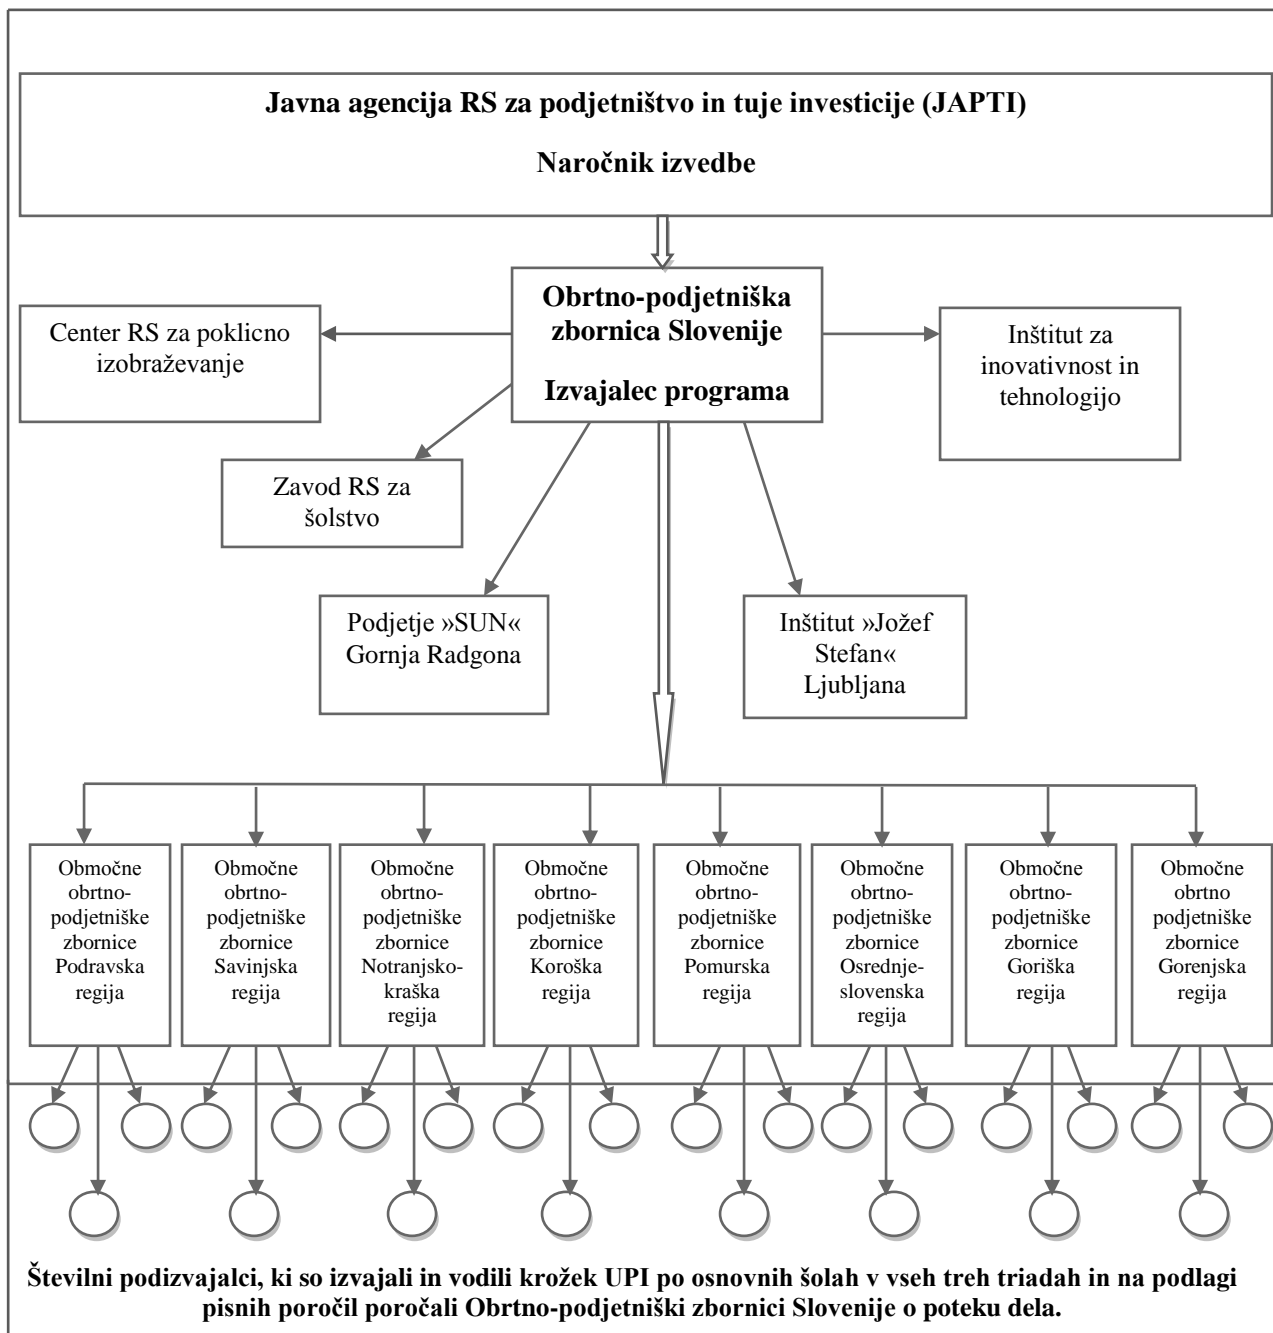 Javna agencija RS za podjetništvo in tuje investicije (JAPTI)
Naročnik izvedbe
Obrtno-podjetniška
zbornica Slovenije
Izvajalec programa
Center RS za poklicno
izobraževanje
Inštitut za
inovativnost in
tehnologijo
Zavod RS za
šolstvo
Podjetje »SUN«
Gornja Radgona
Inštitut »Jožef
Stefan«
Ljubljana
Območne
obrtno-
podjetniške
zbornice
Podravska
regija
Območne
obrtno-
podjetniške
zbornice
Savinjska
regija
Območne
obrtno-
podjetniške
zbornice
Notranjsko-
kraška
regija
Območne
obrtno-
podjetniške
zbornice
Koroška
regija
Območne
obrtno-
podjetniške
zbornice
Pomurska
regija
Območne
obrtno-
podjetniške
zbornice
Osrednje-
slovenska
regija
Območne
obrtno-
podjetniške
zbornice
Goriška
regija
Območne
obrtno
podjetniške
zbornice
Gorenjska
regija
Številni podizvajalci, ki so izvajali in vodili krožek UPI po osnovnih šolah v vseh treh triadah in na podlagi
pisnih poročil poročali Obrtno-podjetniški zbornici Slovenije o poteku dela.